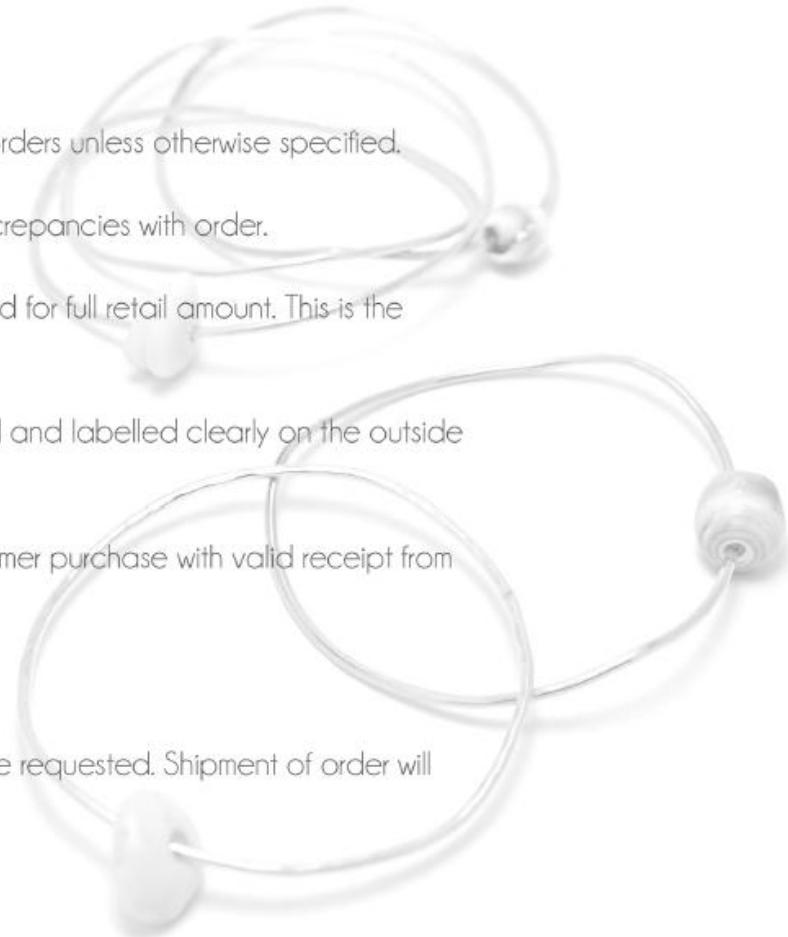 rders unless otherwise specified.
crepancies with order.
d for full retail amount. This is the
and labelled clearly on the outside
mer purchase with valid receipt from
e requested. Shipment of order will